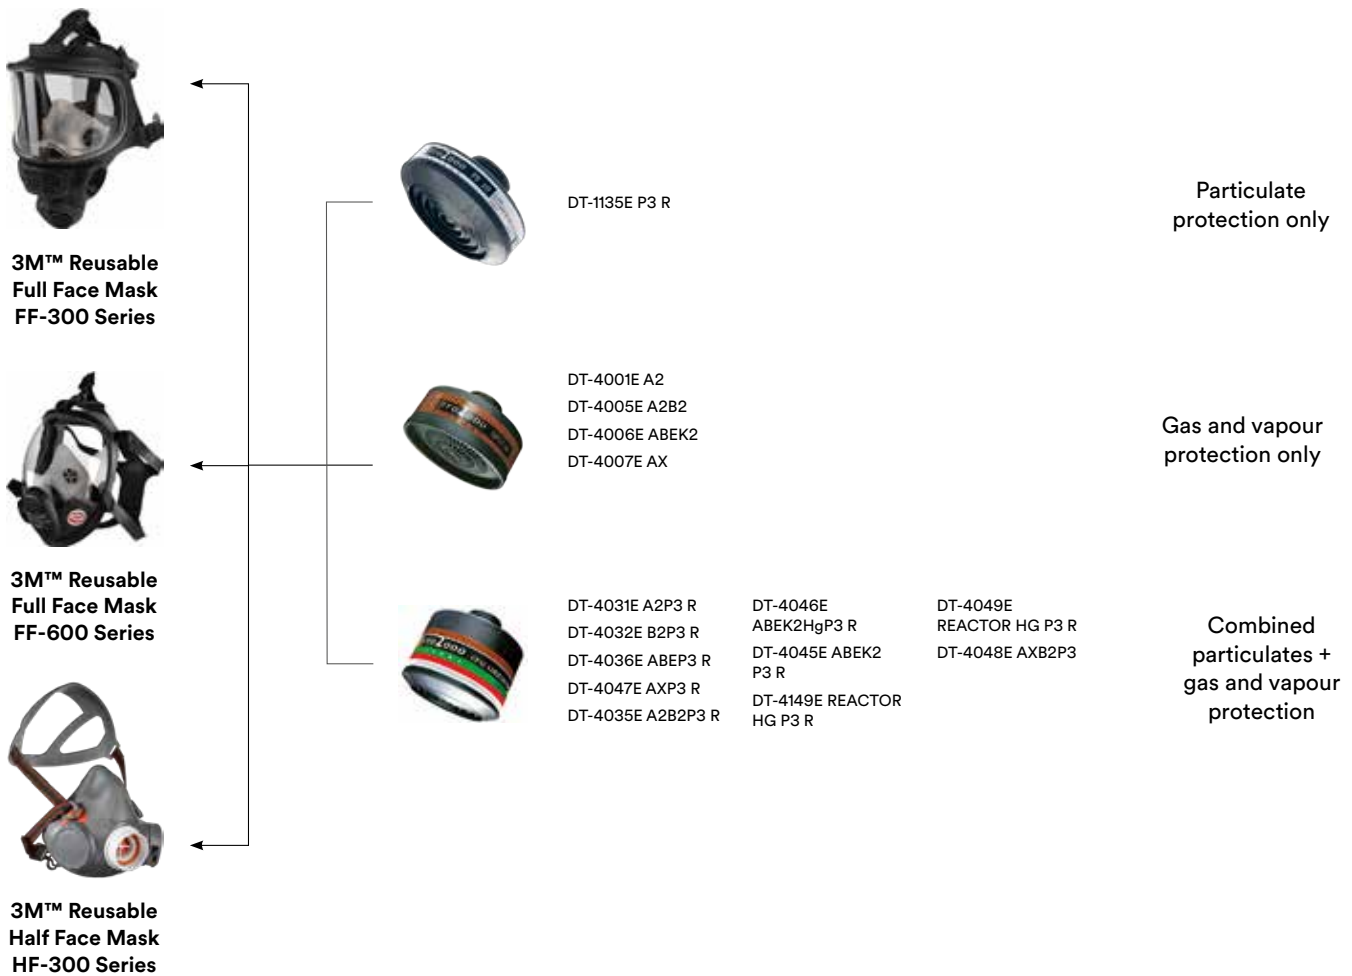 3M™ Reusable
Full Face Mask
FF-300 Series
3M™ Reusable
Full Face Mask
FF-600 Series
3M™ Reusable
Half Face Mask
HF-300 Series
DT-1135E P3 R
Particulate
protection only
DT-4001E A2
DT-4005E A2B2
DT-4006E ABEK2
DT-4007E AX
Gas and vapour
protection only
DT-4031E A2P3 R
DT-4032E B2P3 R
DT-4036E ABEP3 R
DT-4047E AXP3 R
DT-4035E A2B2P3 R
DT-4046E
ABEK2HgP3 R
DT-4045E ABEK2
P3 R
DT-4149E REACTOR
HG P3 R
DT-4049E
REACTOR HG P3 R
DT-4048E AXB2P3
Combined
particulates +
gas and vapour
protection